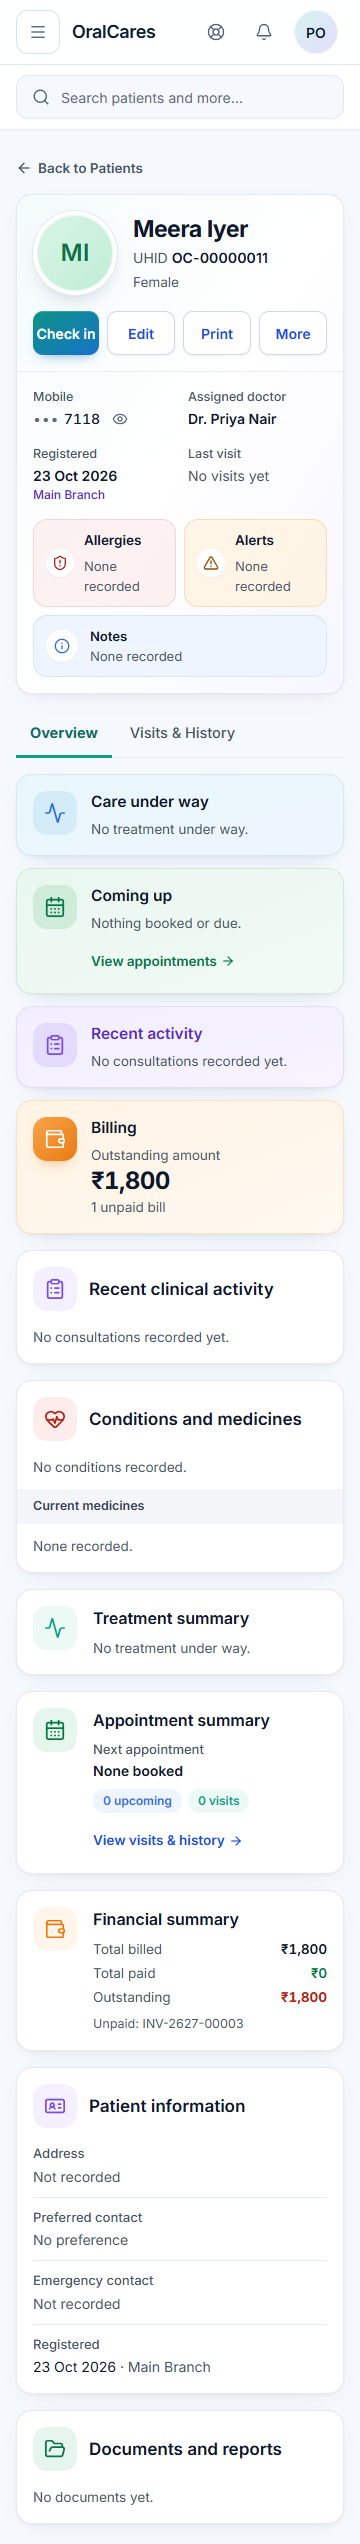 OralCares
PO
Search patients and more...
Back to Patients
MI
Meera Iyer
UHID OC-00000011
Female
Check in
Edit
Print
More
Mobile
••• 7118
Assigned doctor
Dr. Priya Nair
Registered
23 Oct 2026
Main Branch
Last visit
No visits yet
Allergies
None
recorded
Alerts
None
recorded
Notes
None recorded
Overview
Visits & History
Care under way
No treatment under way.
Coming up
Nothing booked or due.
View appointments →
Recent activity
No consultations recorded yet.
Billing
Outstanding amount
₹1,800
1 unpaid bill
Recent clinical activity
No consultations recorded yet.
Conditions and medicines
No conditions recorded.
Current medicines
None recorded.
Treatment summary
No treatment under way.
Appointment summary
Next appointment
None booked
0 upcoming
0 visits
View visits & history →
Financial summary
Total billed ₹1,800
Total paid ₹0
Outstanding ₹1,800
Unpaid: INV-2627-00003
Patient information
Address
Not recorded
Preferred contact
No preference
Emergency contact
Not recorded
Registered
23 Oct 2026 · Main Branch
Documents and reports
No documents yet.